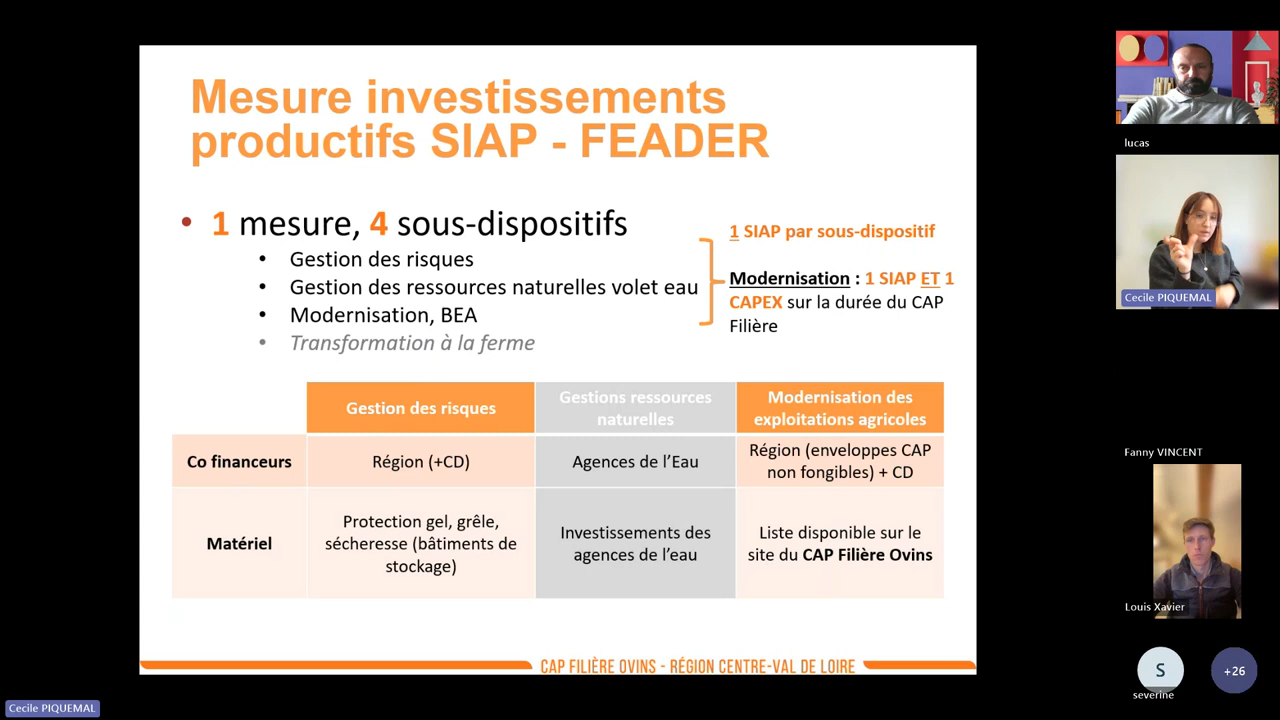 Mesure investissements
productifs SIAP - FEADER
• 1 mesure, 4 sous-dispositifs
• Gestion des risques
• Gestion des ressources naturelles volet eau
• Modernisation, BEA
• Transformation à la ferme
1 SIAP par sous-dispositif
Modernisation : 1 SIAP ET 1
CAPEX sur la durée du CAP
Filière
Gestion des risques
Gestions ressources
naturelles
Modernisation des
exploitations agricoles
Co financeurs
Région (+CD)
Agences de l'Eau
Région (enveloppes CAP
non fongibles) + CD
Matériel
Protection gel, grêle,
sécheresse (bâtiments de
stockage)
Investissements des
agences de l'eau
Liste disponible sur le
site du CAP Filière Ovins
CAP FILIÈRE OVINS - RÉGION CENTRE-VAL DE LOIRE
lucas
Cecile PIQUEMAL
Fanny VINCENT
Louis Xavier
S
severine
+26
Cecile PIQUEMAL